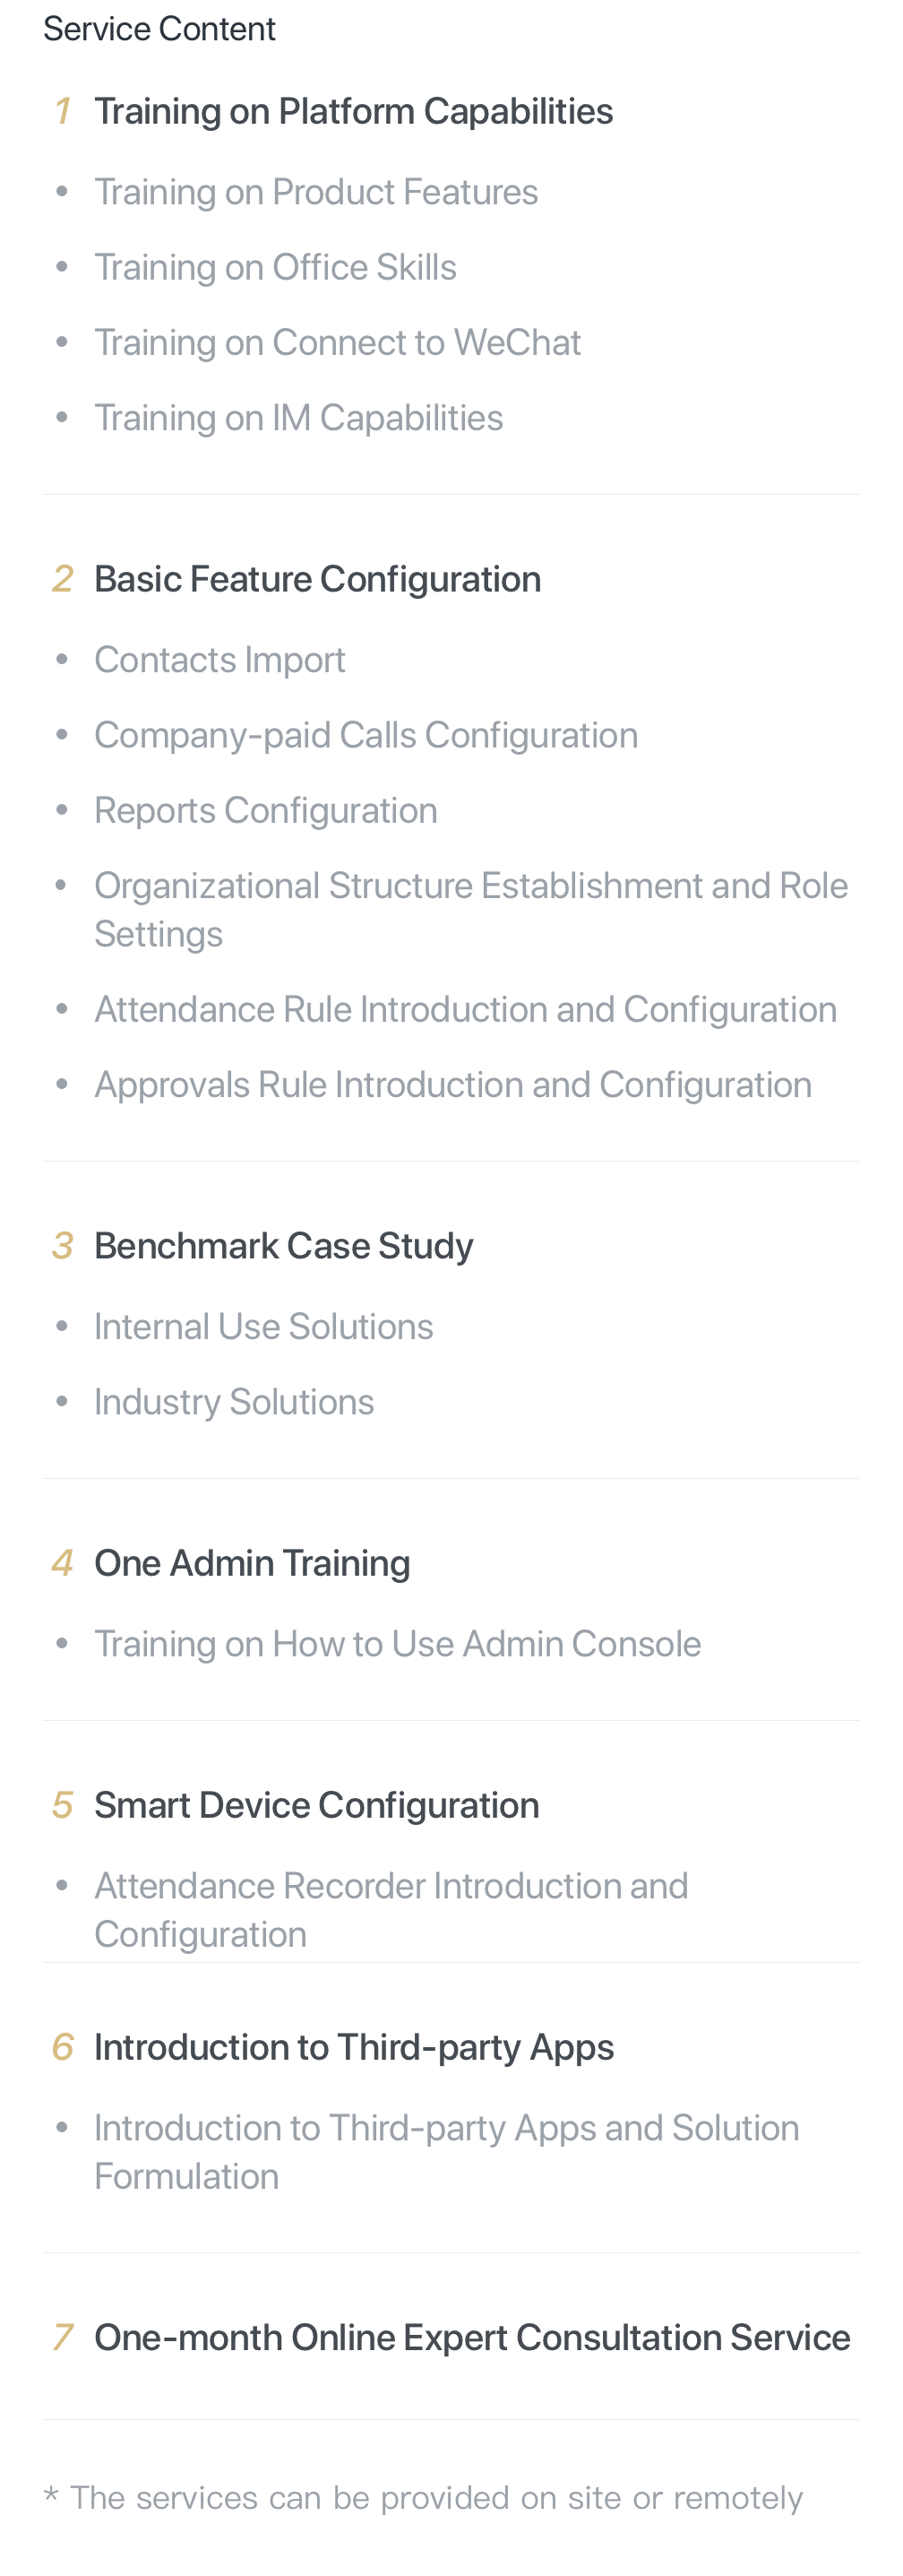 Service Content
1 Training on Platform Capabilities
• Training on Product Features
• Training on Office Skills
• Training on Connect to WeChat
• Training on IM Capabilities
2 Basic Feature Configuration
• Contacts Import
• Company-paid Calls Configuration
• Reports Configuration
• Organizational Structure Establishment and Role
Settings
• Attendance Rule Introduction and Configuration
• Approvals Rule Introduction and Configuration
3 Benchmark Case Study
• Internal Use Solutions
• Industry Solutions
4 One Admin Training
• Training on How to Use Admin Console
5 Smart Device Configuration
• Attendance Recorder Introduction and
Configuration
6 Introduction to Third-party Apps
• Introduction to Third-party Apps and Solution
Formulation
7 One-month Online Expert Consultation Service
* The services can be provided on site or remotely